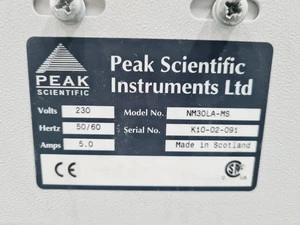 PEAK
SCIENTIFIC
Peak Scientific
Instruments Ltd
Volts 230 Model No. NM30LA-MS
Hertz 50/60 Serial No. K10-02-091
Amps 5.0 Made in Scotland
CE